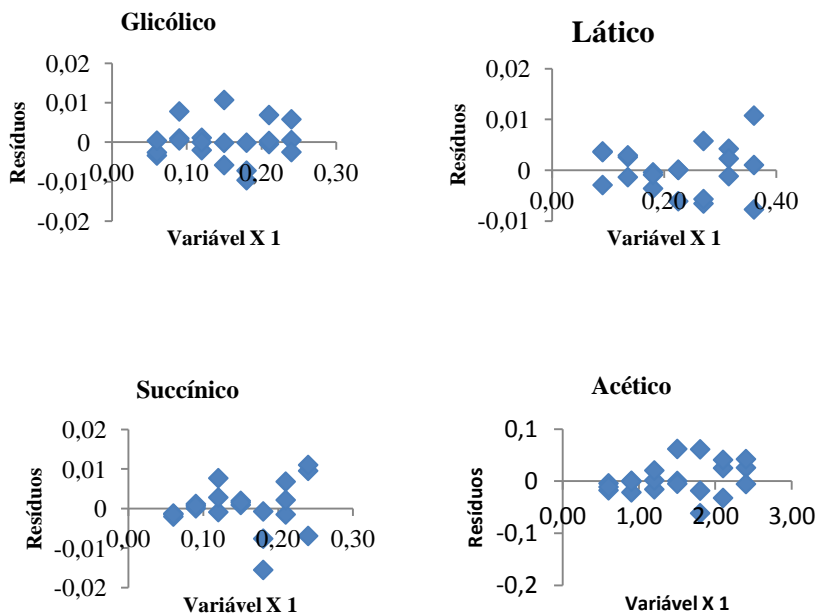 Glicólico
0,02
0,01
0
-0,01
-0,02
0,00
0,10
0,20
0,30
Resíduos
Variável X 1
Lático
0,02
0,01
0
-0,01
0,00
0,20
0,40
Resíduos
Variável X 1
Succínico
0,02
0,01
0
-0,01
-0,02
0,00
0,10
0,20
0,30
Resíduos
Variável X 1
Acético
0,1
0
-0,1
-0,2
0,00
1,00
2,00
3,00
Resíduos
Variável X 1